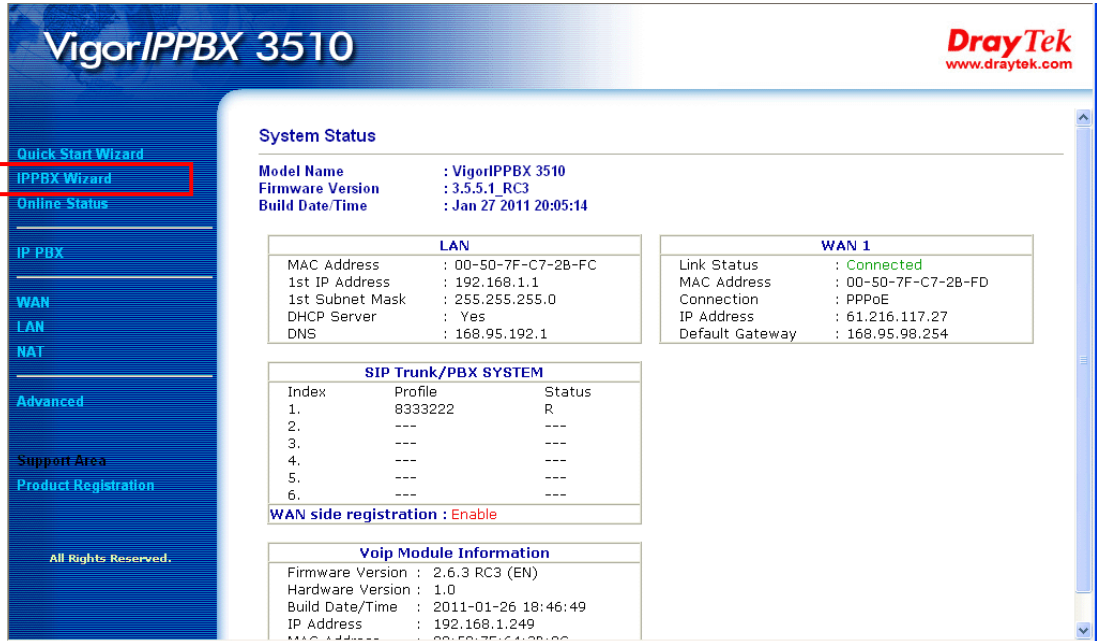 VigorIPPBX 3510
DrayTek
www.draytek.com
Quick Start Wizard
IPPBX Wizard
Online Status
IP PBX
WAN
LAN
NAT
Advanced
Support Area
Product Registration
All Rights Reserved.
System Status
Model Name : VigorIPPBX 3510
Firmware Version : 3.5.5.1_RC3
Build Date/Time : Jan 27 2011 20:05:14
LAN
MAC Address : 00-50-7F-C7-2B-FC
1st IP Address : 192.168.1.1
1st Subnet Mask : 255.255.255.0
DHCP Server : Yes
DNS : 168.95.192.1
WAN 1
Link Status : Connected
MAC Address : 00-50-7F-C7-2B-FD
Connection : PPPoE
IP Address : 61.216.117.27
Default Gateway : 168.95.98.254
SIP Trunk/PBX SYSTEM
Index Profile Status
1. 8333222 R
2. --- ---
3. --- ---
4. --- ---
5. --- ---
6. --- ---
WAN side registration : Enable
Voip Module Information
Firmware Version : 2.6.3 RC3 (EN)
Hardware Version : 1.0
Build Date/Time : 2011-01-26 18:46:49
IP Address : 192.168.1.249
MAC Address :